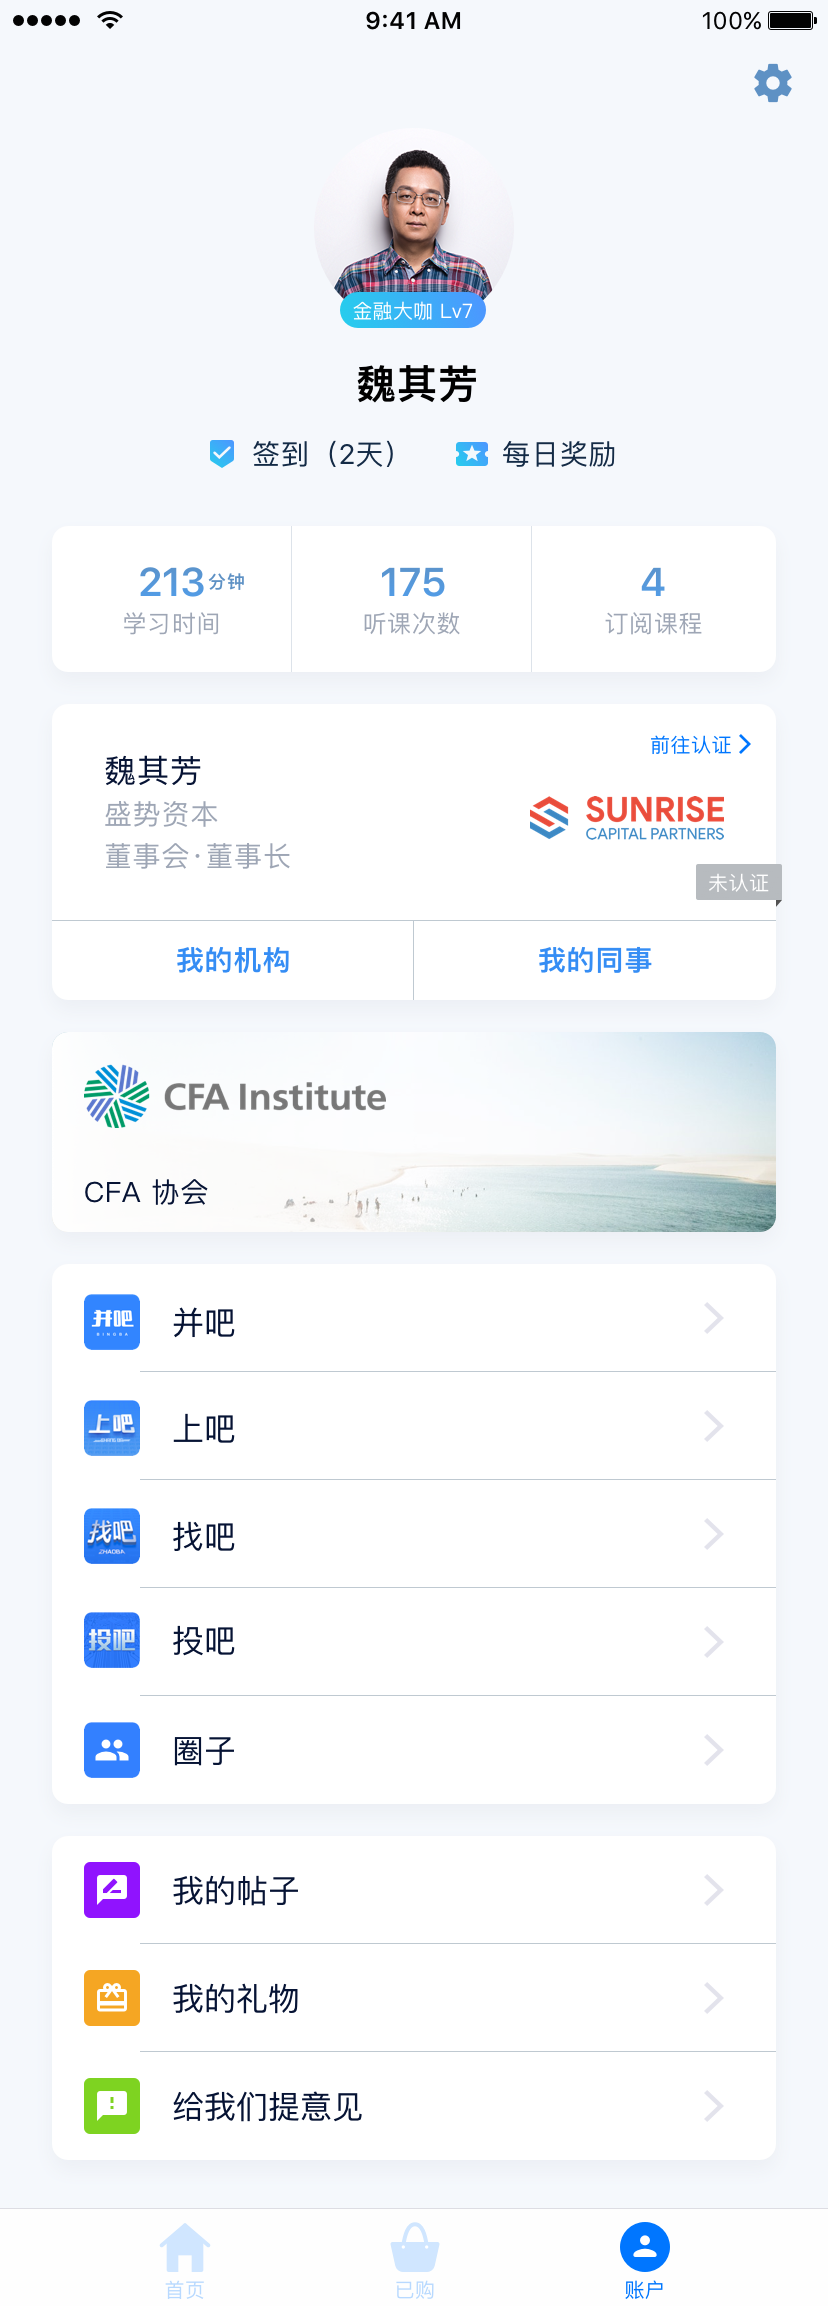 9:41 AM
100%
金融大咖 Lv7
魏其芳
签到（2天）
每日奖励
213分钟
学习时间
175
听课次数
4
订阅课程
前往认证
魏其芳
盛势资本
董事会·董事长
SUNRISE
CAPITAL PARTNERS
未认证
我的机构
我的同事
CFA Institute
CFA 协会
并吧
BINGBA
并吧
上吧
上吧
找吧
ZHAOBA
找吧
投吧
投吧
圈子
我的帖子
我的礼物
给我们提意见
首页
已购
账户